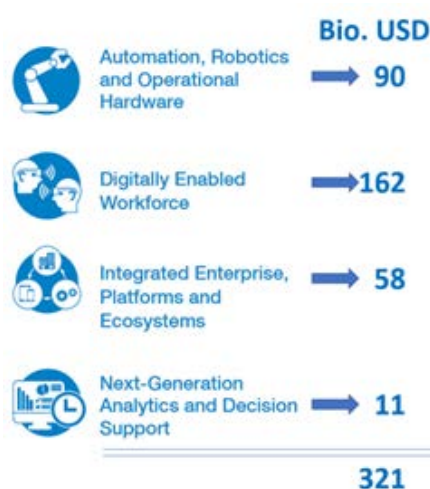 Bio. USD
Automation, Robotics
and Operational
Hardware
90
Digitally Enabled
Workforce
162
Integrated Enterprise,
Platforms and
Ecosystems
58
Next-Generation
Analytics and Decision
Support
11
321